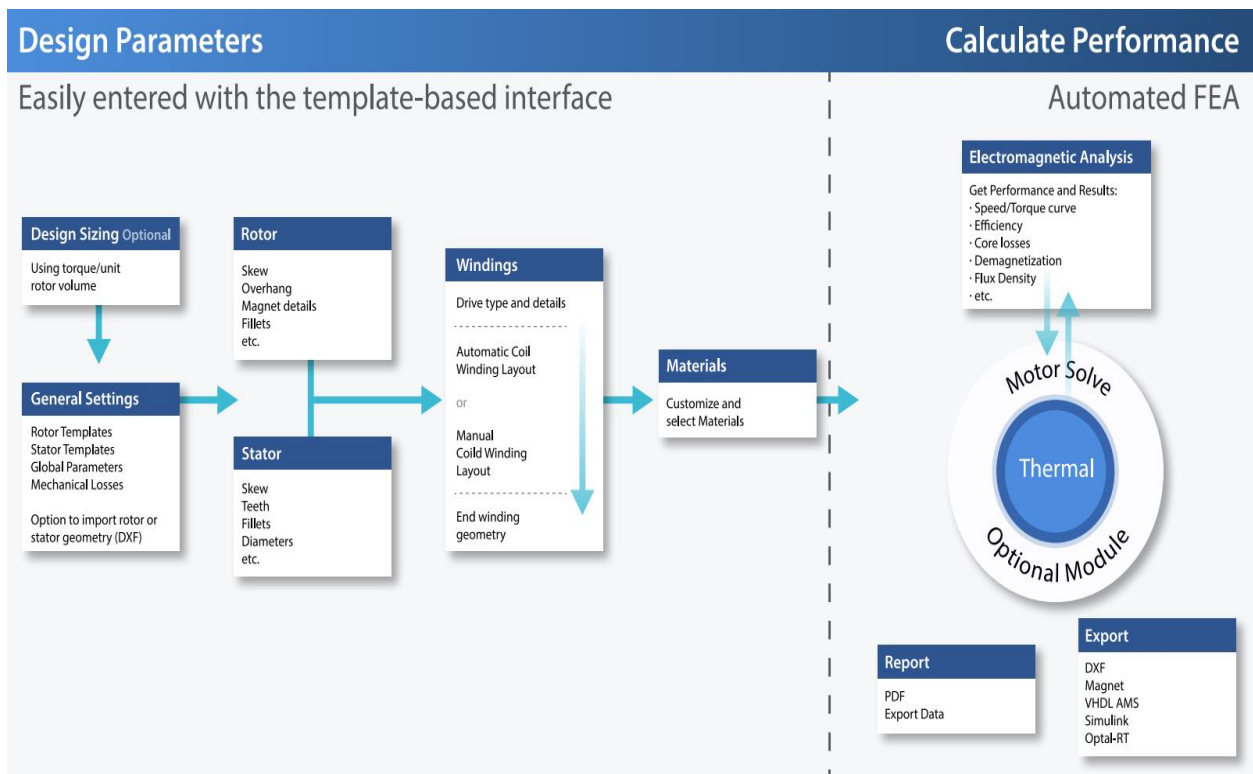 Design Parameters
Calculate Performance
Easily entered with the template-based interface
Automated FEA
Design Sizing Optional
Using torque/unit
rotor volume
General Settings
Rotor Templates
Stator Templates
Global Parameters
Mechanical Losses
Option to import rotor or
stator geometry (DXF)
Rotor
Skew
Overhang
Magnet details
Fillets
etc.
Stator
Skew
Teeth
Fillets
Diameters
etc.
Windings
Drive type and details
Automatic Coil
Winding Layout
or
Manual
Coild Winding
Layout
End winding
geometry
Materials
Customize and
select Materials
Electromagnetic Analysis
Get Performance and Results:
· Speed/Torque curve
· Efficiency
· Core losses
· Demagnetization
· Flux Density
· etc.
Motor Solve
Thermal
Optional Module
Report
PDF
Export Data
Export
DXF
Magnet
VHDL AMS
Simulink
Optal-RT